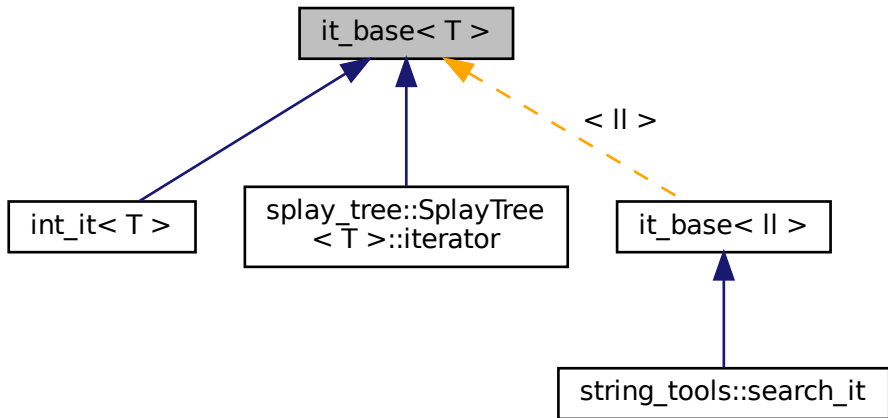 it_base< T >
< ll >
int_it< T >
splay_tree::SplayTree
< T >::iterator
it_base< ll >
string_tools::search_it